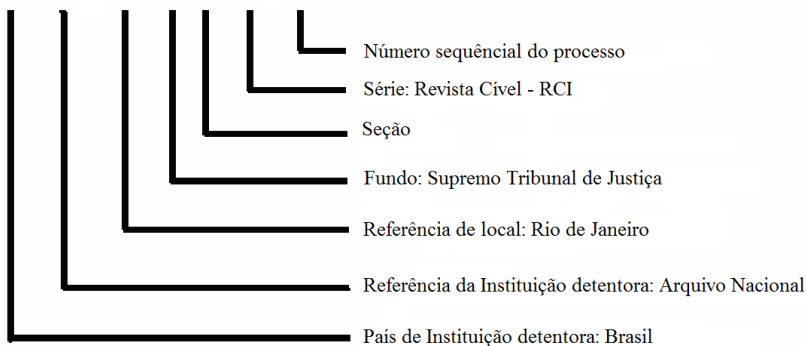 Número sequêncial do processo
Série: Revista Cível - RCI
Seção
Fundo: Supremo Tribunal de Justiça
Referência de local: Rio de Janeiro
Referência da Instituição detentora: Arquivo Nacional
País de Instituição detentora: Brasil